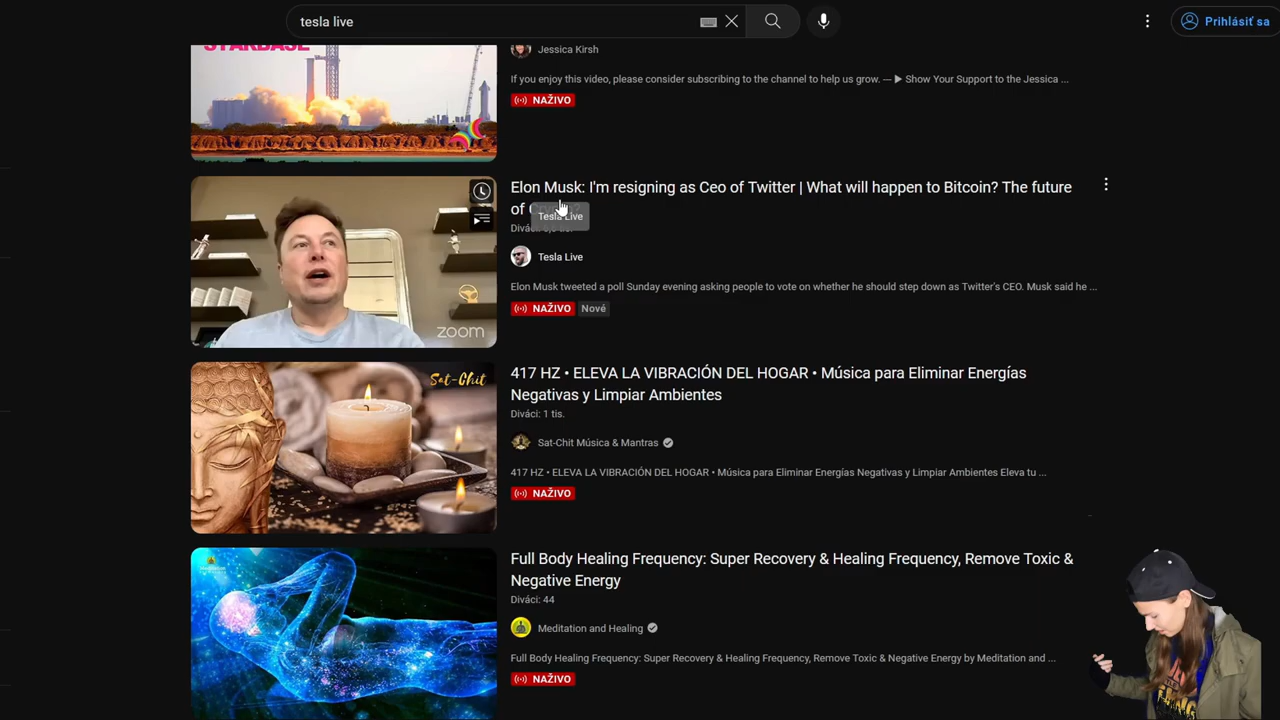 tesla live
Prihlásiť sa
STARBASE
Jessica Kirsh
If you enjoy this video, please consider subscribing to the channel to help us grow. — ▶ Show Your Support to the Jessica ...
NAŽIVO
Elon Musk: I'm resigning as Ceo of Twitter | What will happen to Bitcoin? The future
of
Tesla Live
Tesla Live
Elon Musk tweeted a poll Sunday evening asking people to vote on whether he should step down as Twitter's CEO. Musk said he ...
NAŽIVO Nové
zoom
Sat-Chit
417 HZ • ELEVA LA VIBRACIÓN DEL HOGAR • Música para Eliminar Energías
Negativas y Limpiar Ambientes
Diváci: 1 tis.
Sat-Chit Música & Mantras
417 HZ • ELEVA LA VIBRACIÓN DEL HOGAR • Música para Eliminar Energías Negativas y Limpiar Ambientes Eleva tu ...
NAŽIVO
Full Body Healing Frequency: Super Recovery & Healing Frequency, Remove Toxic &
Negative Energy
Diváci: 44
Meditation and Healing
Full Body Healing Frequency: Super Recovery & Healing Frequency, Remove Toxic & Negative Energy by Meditation and ...
NAŽIVO